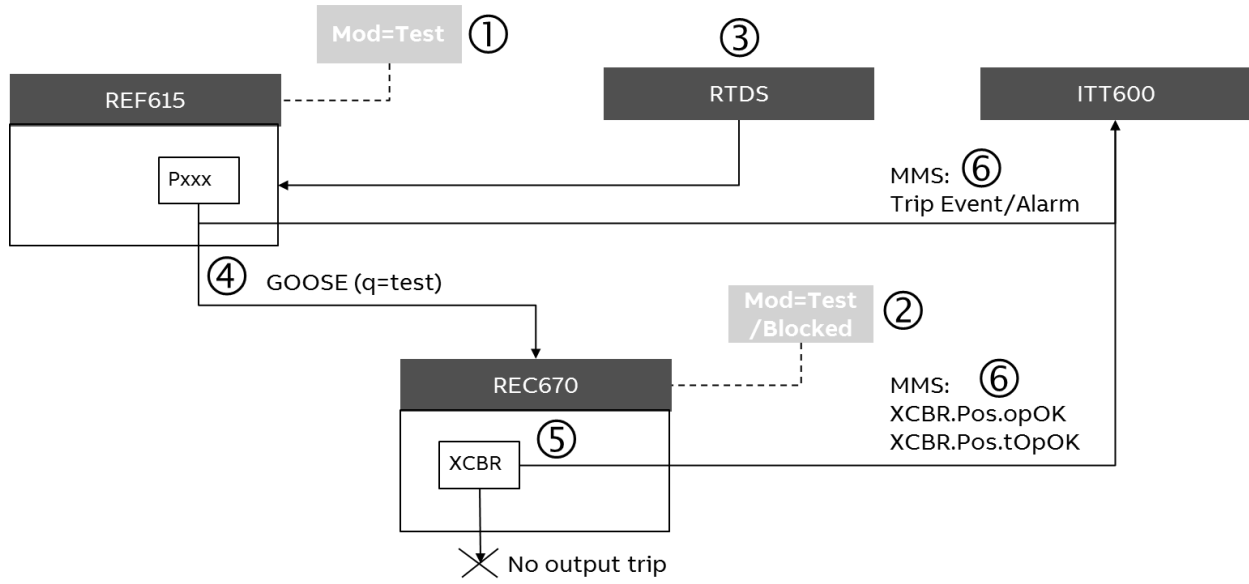 Mod=Test ①
③
REF615
RTDS
ITT600
Pxxx
MMS: ⑥
Trip Event/Alarm
④ GOOSE (q=test)
Mod=Test
/Blocked ②
REC670
MMS: ⑥
XCBR.Pos.opOK
XCBR.Pos.tOpOK
⑤
XCBR
No output trip